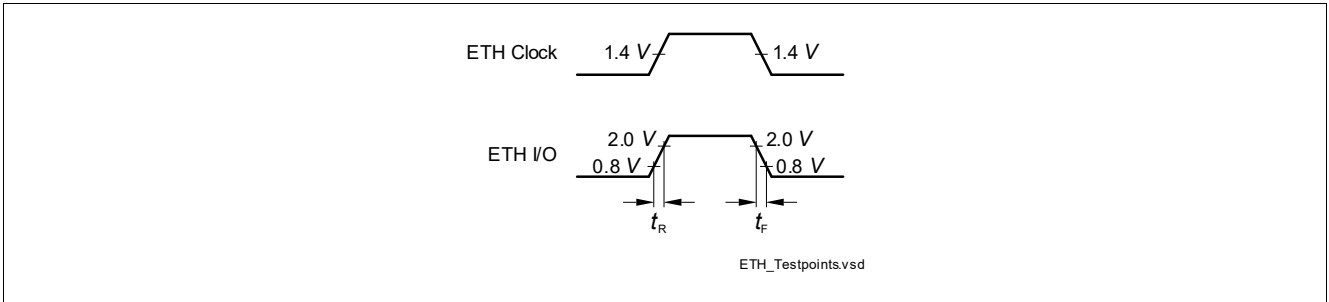 ETH Clock 1.4 V 1.4 V
2.0 V 2.0 V
ETH I/O
0.8 V 0.8 V
tR tF
ETH_Testpoints.vsd